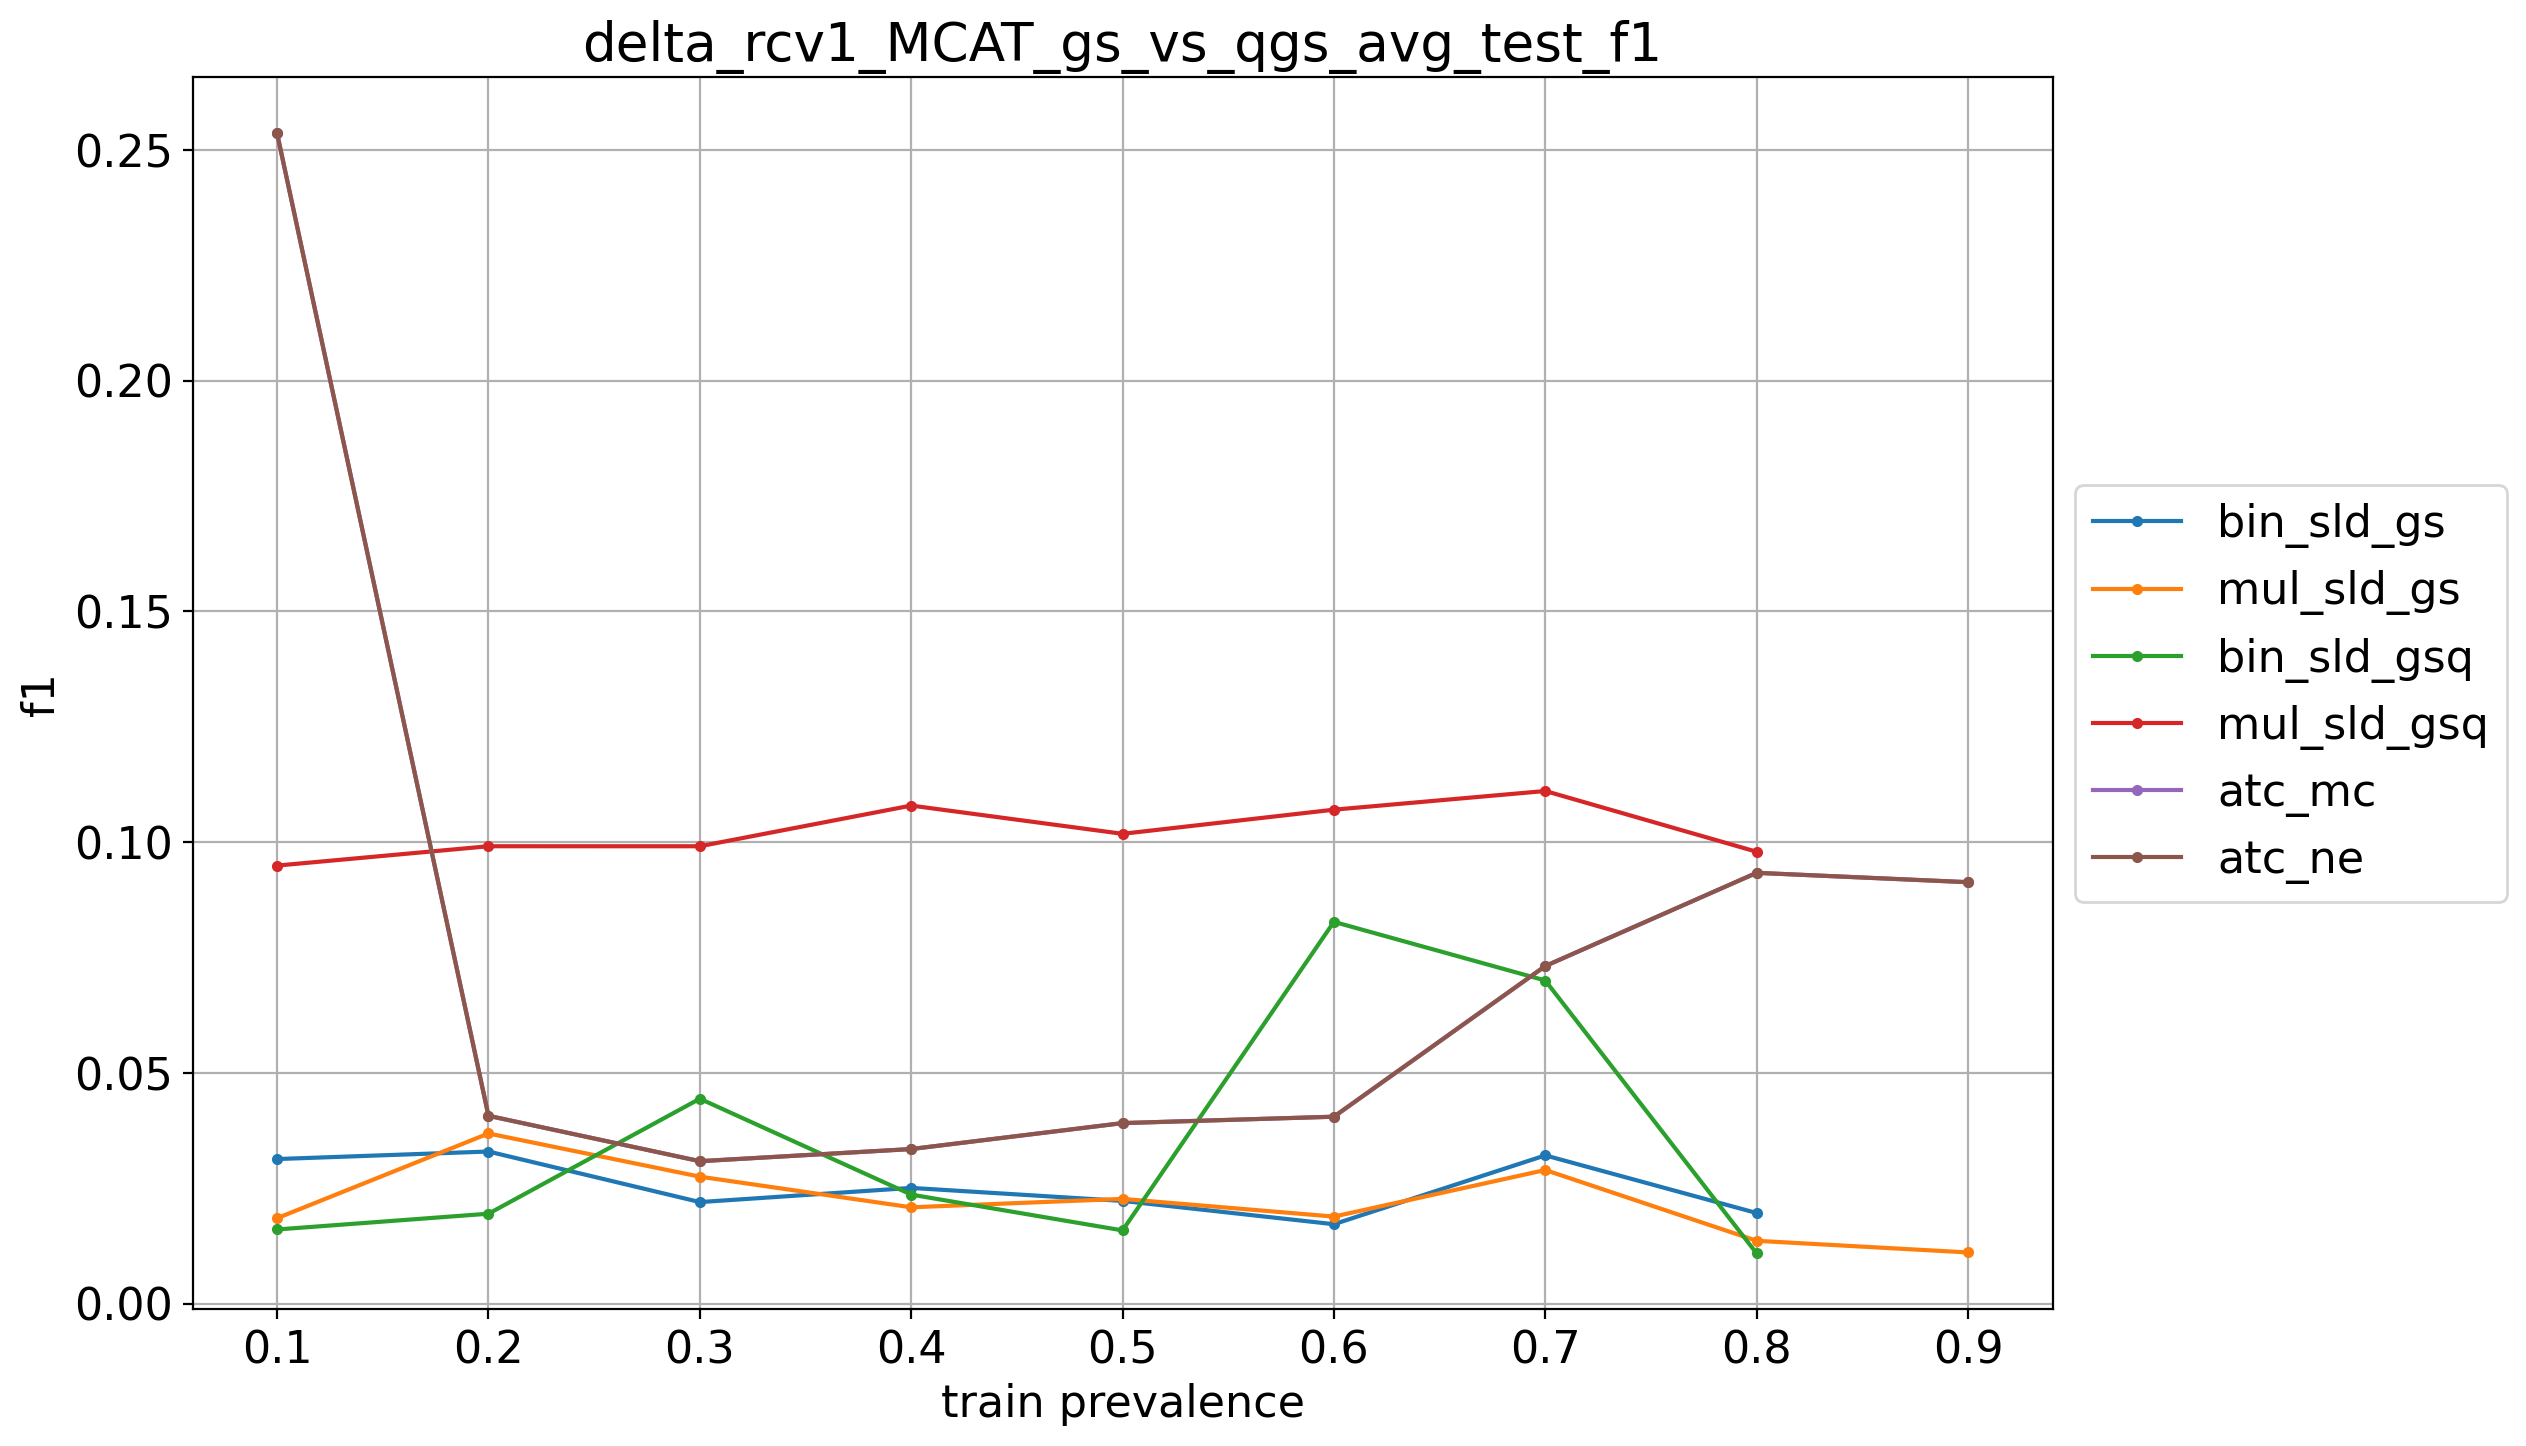 delta_rcv1_MCAT_gs_vs_qgs_avg_test_f1
0.25
0.20
0.15
0.10
0.05
0.00
f1
0.1 0.2 0.3 0.4 0.5 0.6 0.7 0.8 0.9
train prevalence
bin_sld_gs
mul_sld_gs
bin_sld_gsq
mul_sld_gsq
atc_mc
atc_ne